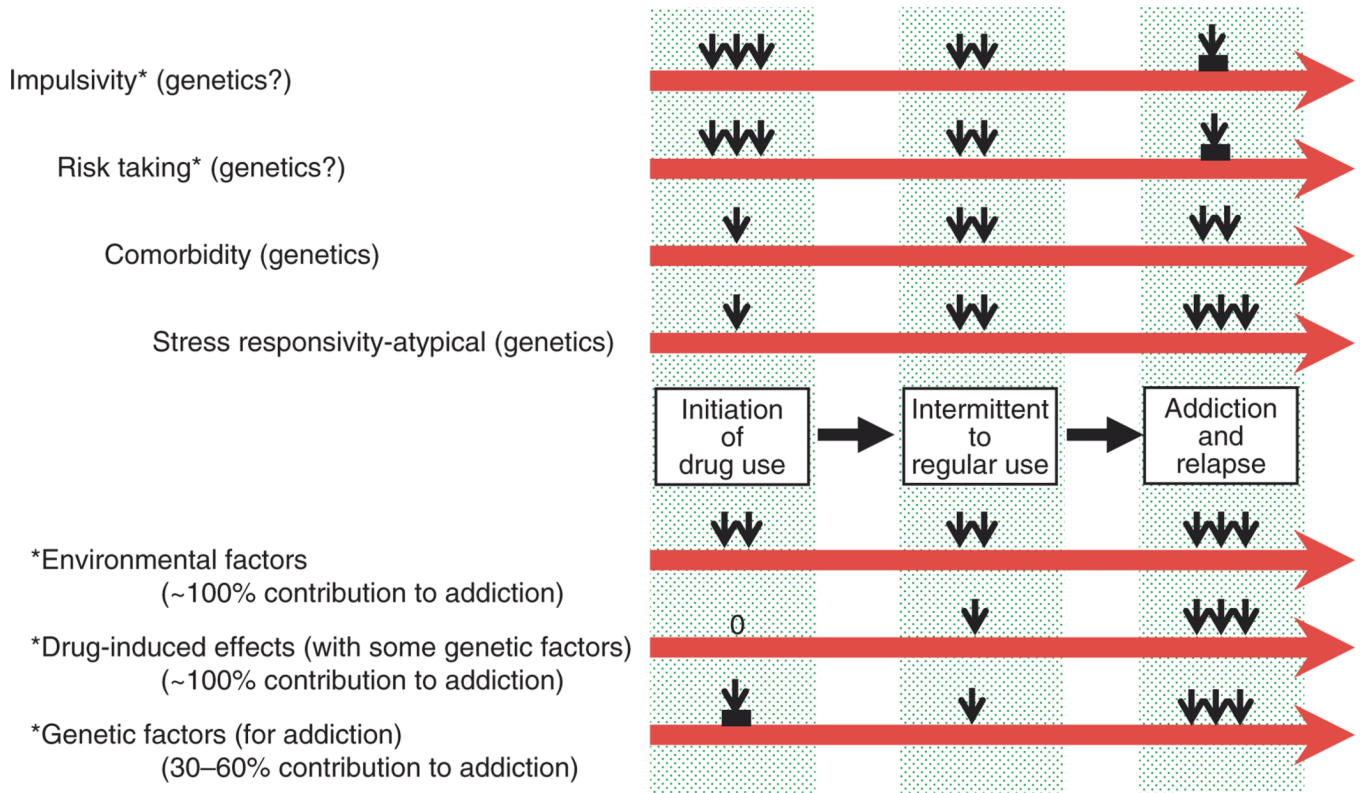 Impulsivity* (genetics?)
Risk taking* (genetics?)
Comorbidity (genetics)
Stress responsivity-atypical (genetics)
Initiation
of
drug use
Intermittent
to
regular use
Addiction
and
relapse
*Environmental factors
(~100% contribution to addiction)
0
*Drug-induced effects (with some genetic factors)
(~100% contribution to addiction)
*Genetic factors (for addiction)
(30–60% contribution to addiction)